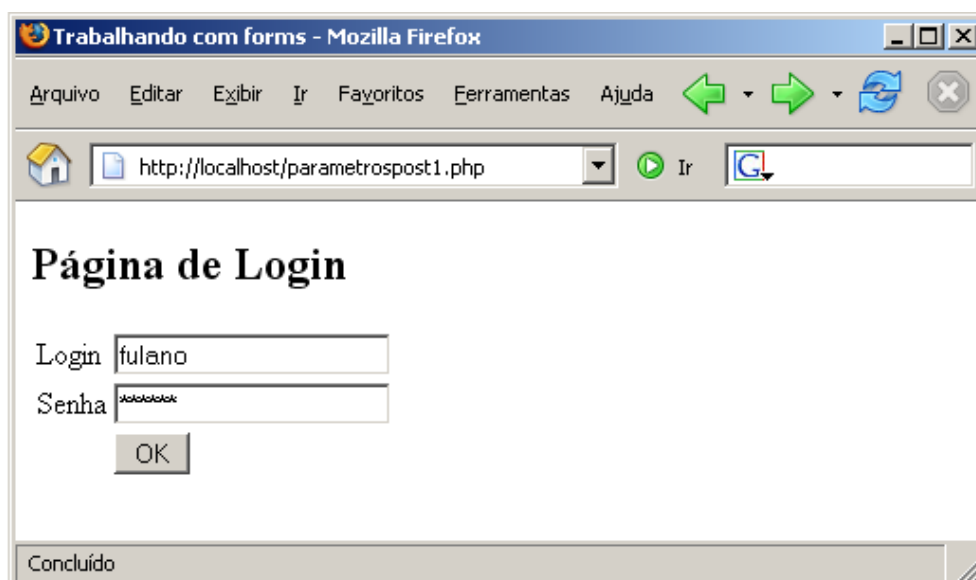 Trabalhando com forms - Mozilla Firefox
Arquivo Editar Exibir Ir Favoritos Ferramentas Ajuda
http://localhost/parametrospost1.php Ir G
Página de Login
Login fulano
Senha *******
OK
Concluído